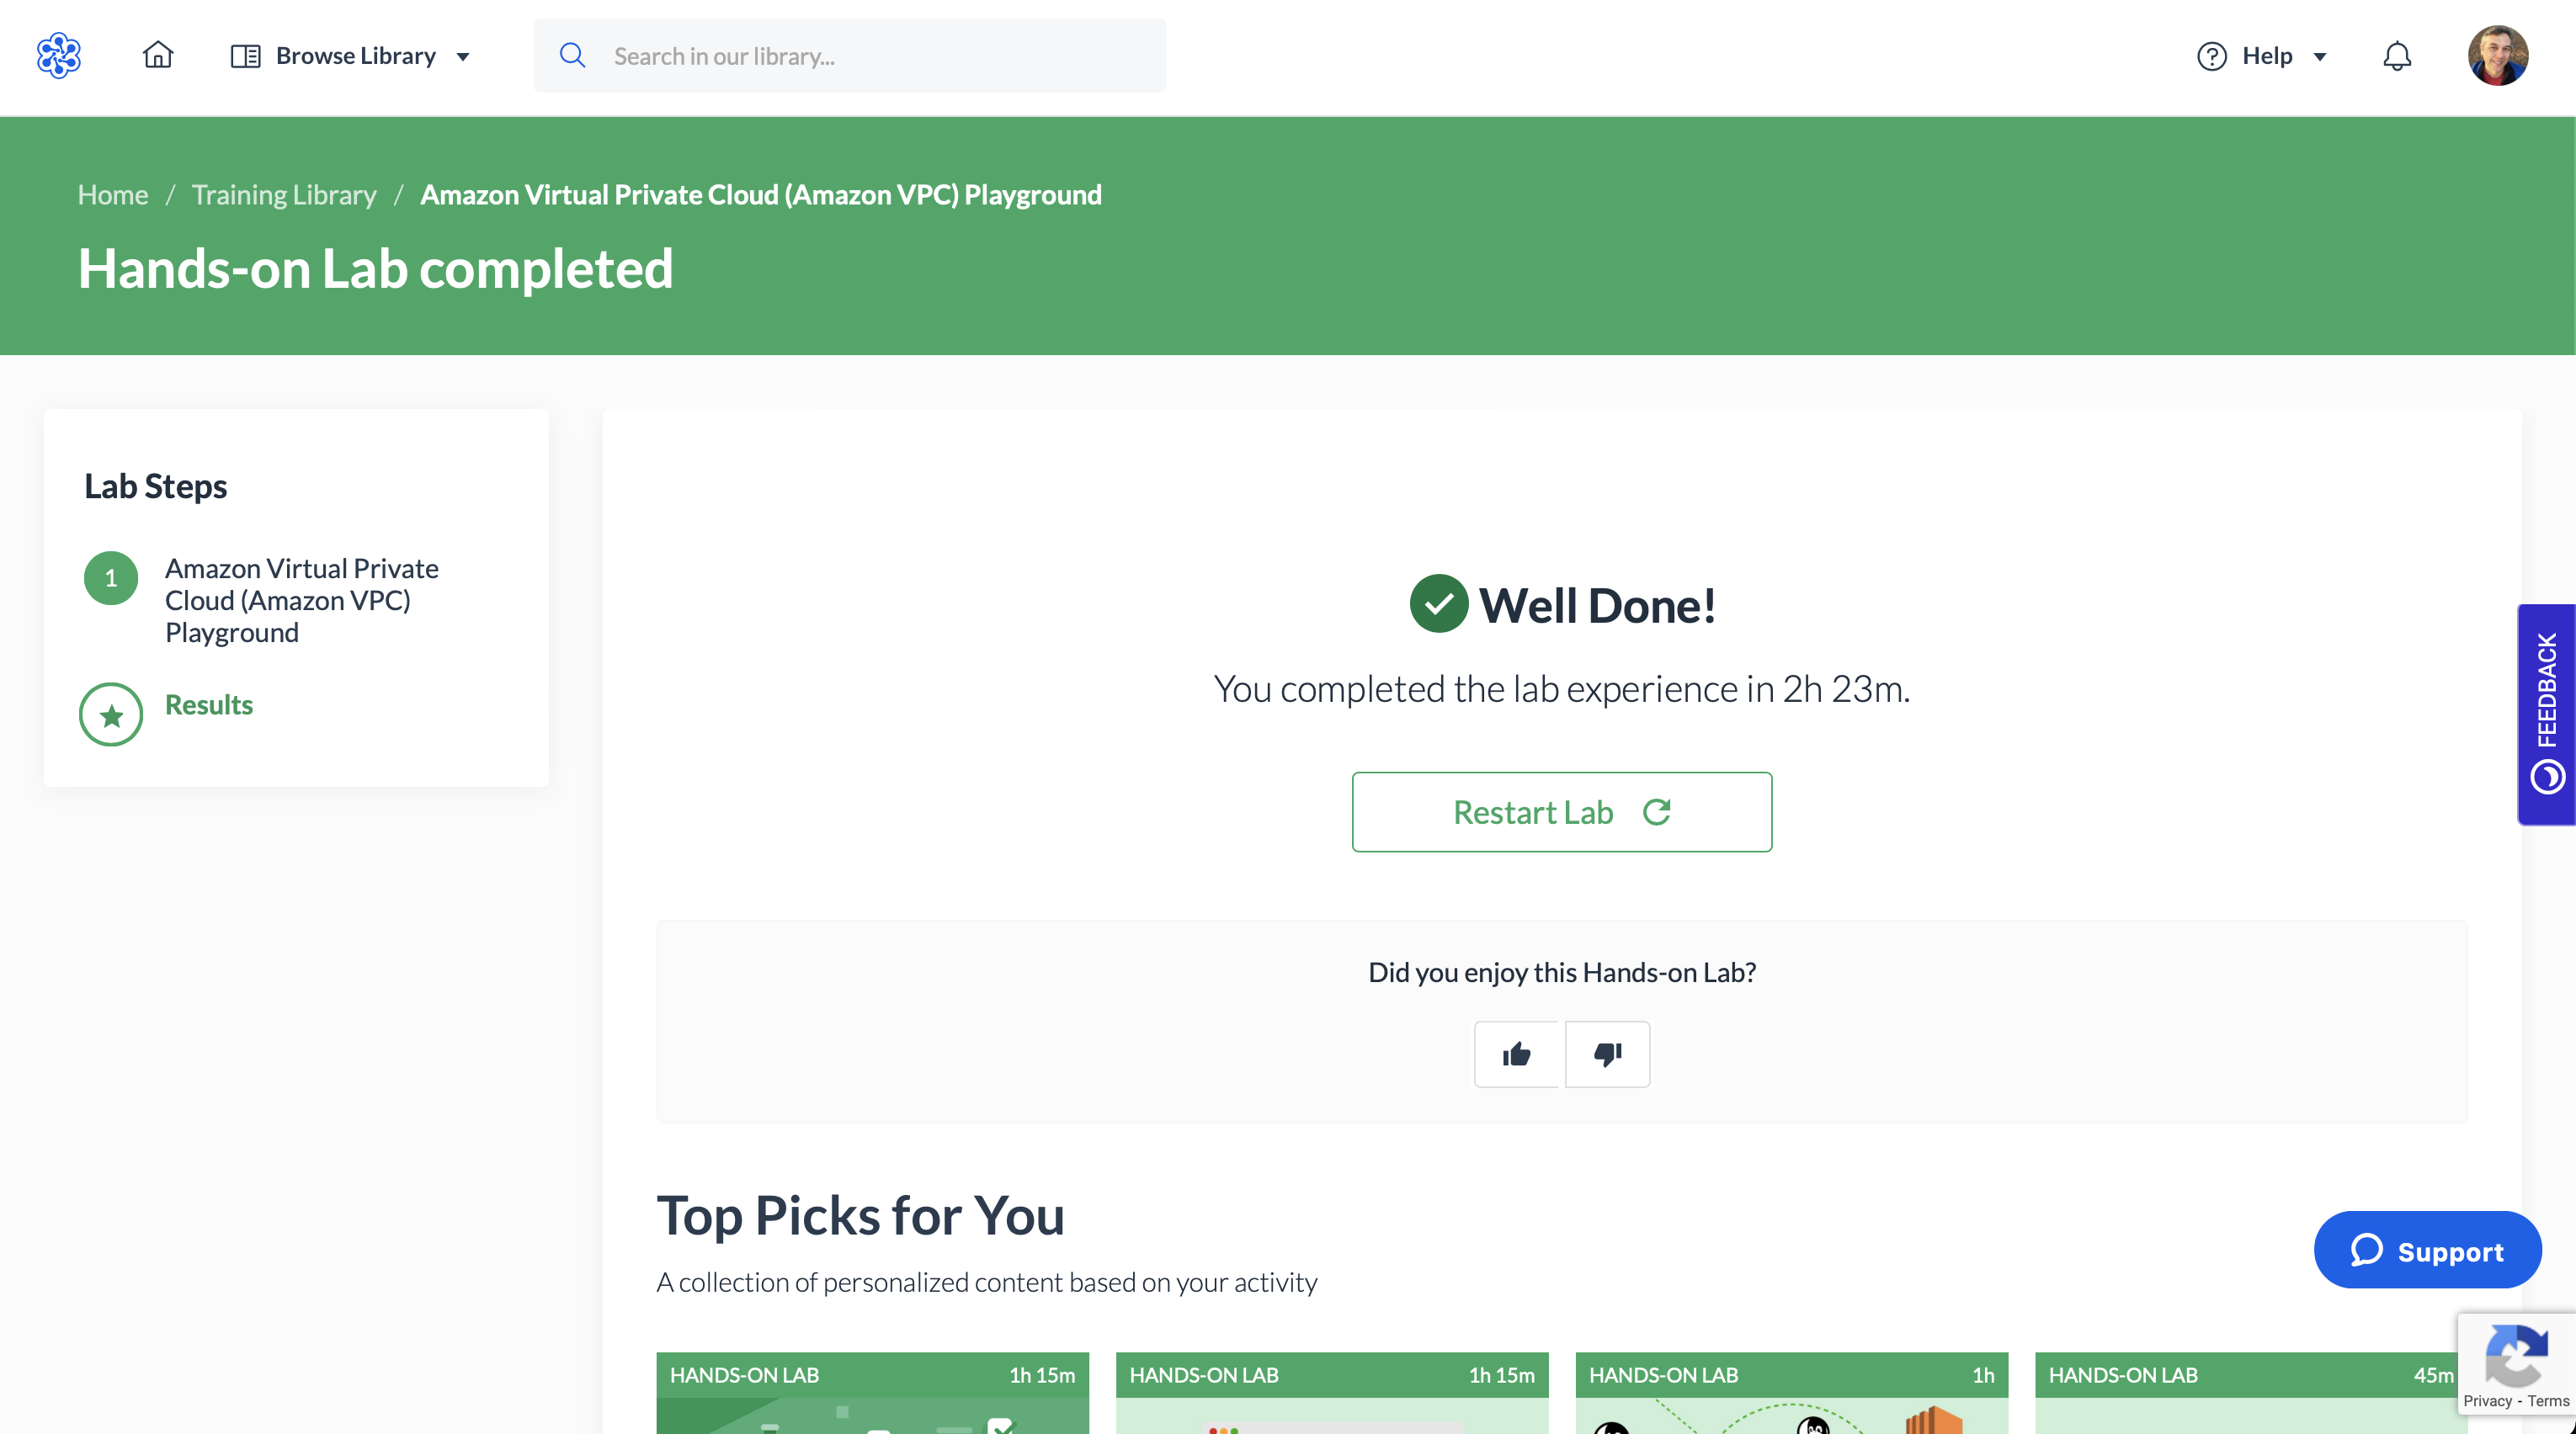 Browse Library
Search in our library...
Help
Home / Training Library / Amazon Virtual Private Cloud (Amazon VPC) Playground
Hands-on Lab completed
Lab Steps
1
Amazon Virtual Private
Cloud (Amazon VPC)
Playground
Results
Well Done!
You completed the lab experience in 2h 23m.
Restart Lab
FEEDBACK
Did you enjoy this Hands-on Lab?
Top Picks for You
A collection of personalized content based on your activity
Support
HANDS-ON LAB 1h 15m
HANDS-ON LAB 1h 15m
HANDS-ON LAB 1h
HANDS-ON LAB 45m
Privacy - Terms